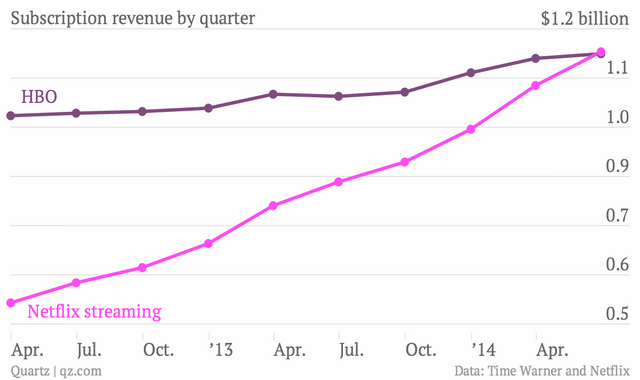 Subscription revenue by quarter
$1.2 billion
1.1
HBO
1.0
0.9
0.7
0.6
Netflix streaming
0.5
Apr. Jul. Oct. ’13 Apr. Jul. Oct. ’14 Apr.
Quartz | qz.com
Data: Time Warner and Netflix